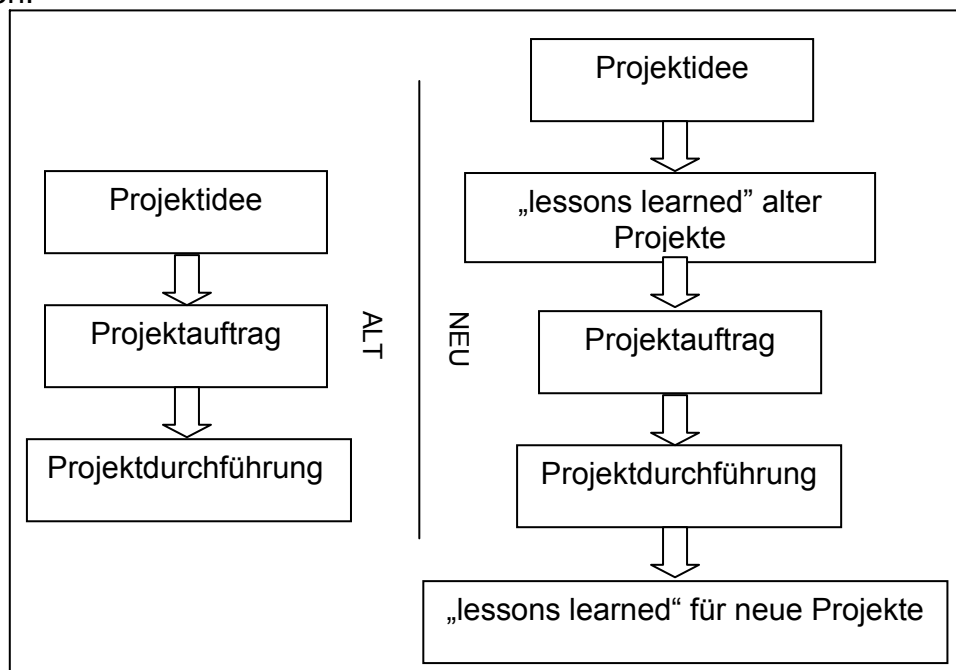 Projektidee
Projektauftrag
Projektdurchführung
ALT
NEU
Projektidee
„lessons learned” alter
Projekte
Projektauftrag
Projektdurchführung
„lessons learned“ für neue Projekte